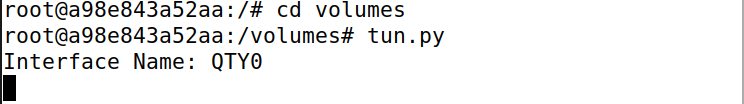 root@a98e843a52aa:/# cd volumes
root@a98e843a52aa:/volumes# tun.py
Interface Name: QTY0